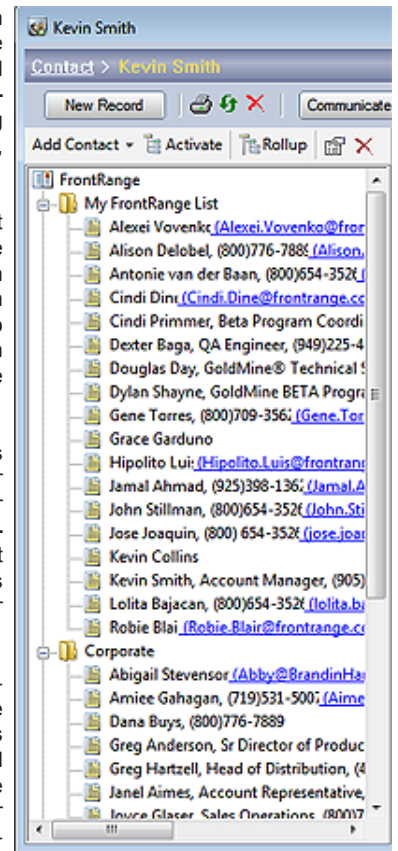 Kevin Smith
Contact > Kevin Smith
New Record Communicate
Add Contact Activate Rollup
FrontRange
My FrontRange List
Alexei Vovenko (Alexei.Vovenko@fron
Alison Delobel, (800)776-7889 (Alison.
Antonie van der Baan, (800)654-3526 (
Cindi Dine (Cindi.Dine@frontrange.co
Cindi Primmer, Beta Program Coordi
Dexter Baga, QA Engineer, (949)225-4
Douglas Day, GoldMine® Technical S
Dylan Shayne, GoldMine BETA Progra
Gene Torres, (800)709-3562 (Gene.Tor
Grace Garduno
Hipolito Luis (Hipolito.Luis@frontrang
Jamal Ahmad, (925)398-1362 (Jamal.A
John Stillman, (800)654-3526 (John.Sti
Jose Joaquin, (800) 654-3526 (jose.joaq
Kevin Collins
Kevin Smith, Account Manager, (905)
Lolita Bajacan, (800)654-3526 (lolita.ba
Robie Blai (Robie.Blair@frontrange.co
Corporate
Abigail Stevenson (Abby@BrandinHa
Amiee Gahagan, (719)531-5007 (Aime
Dana Buys, (800)776-7889
Greg Anderson, Sr Director of Produc
Greg Hartzell, Head of Distribution, (4
Janel Aimes, Account Representative,
Joyce Glaser, Sales Operations, (800)7